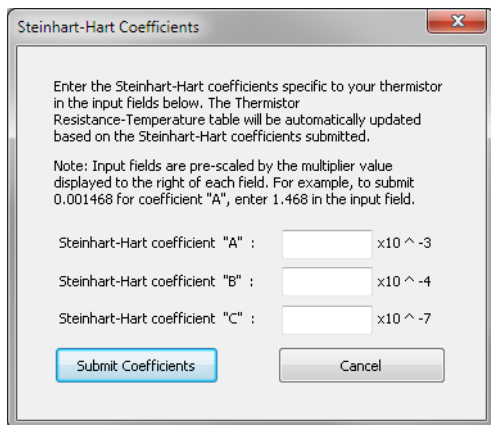 Steinhart-Hart Coefficients
Enter the Steinhart-Hart coefficients specific to your thermistor
in the input fields below. The Thermistor
Resistance-Temperature table will be automatically updated
based on the Steinhart-Hart coefficients submitted.
Note: Input fields are pre-scaled by the multiplier value
displayed to the right of each field. For example, to submit
0.001468 for coefficient "A", enter 1.468 in the input field.
Steinhart-Hart coefficient "A" : x10 ^ -3
Steinhart-Hart coefficient "B" : x10 ^ -4
Steinhart-Hart coefficient "C" : x10 ^ -7
Submit Coefficients Cancel